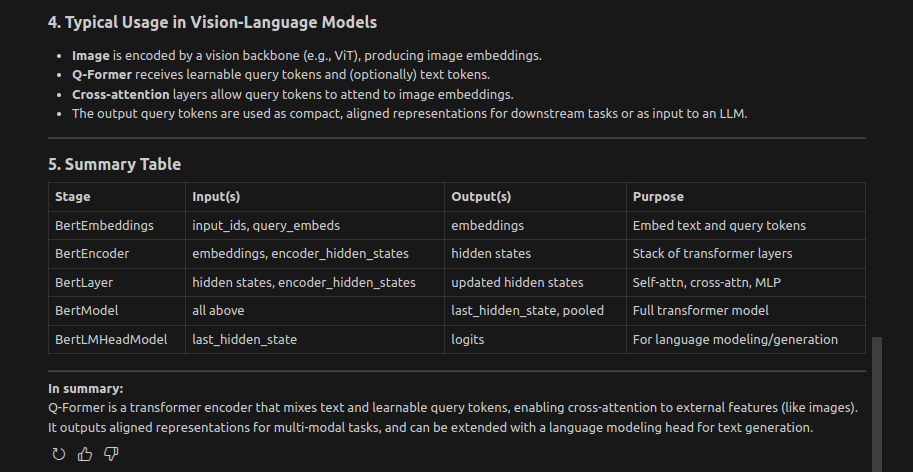 4. Typical Usage in Vision-Language Models
• Image is encoded by a vision backbone (e.g., ViT), producing image embeddings.
• Q-Former receives learnable query tokens and (optionally) text tokens.
• Cross-attention layers allow query tokens to attend to image embeddings.
• The output query tokens are used as compact, aligned representations for downstream tasks or as input to an LLM.
5. Summary Table
Stage Input(s) Output(s) Purpose
BertEmbeddings input_ids, query_embeds embeddings Embed text and query tokens
BertEncoder embeddings, encoder_hidden_states hidden states Stack of transformer layers
BertLayer hidden states, encoder_hidden_states updated hidden states Self-attn, cross-attn, MLP
BertModel all above last_hidden_state, pooled Full transformer model
BertLMHeadModel last_hidden_state logits For language modeling/generation
In summary:
Q-Former is a transformer encoder that mixes text and learnable query tokens, enabling cross-attention to external features (like images).
It outputs aligned representations for multi-modal tasks, and can be extended with a language modeling head for text generation.